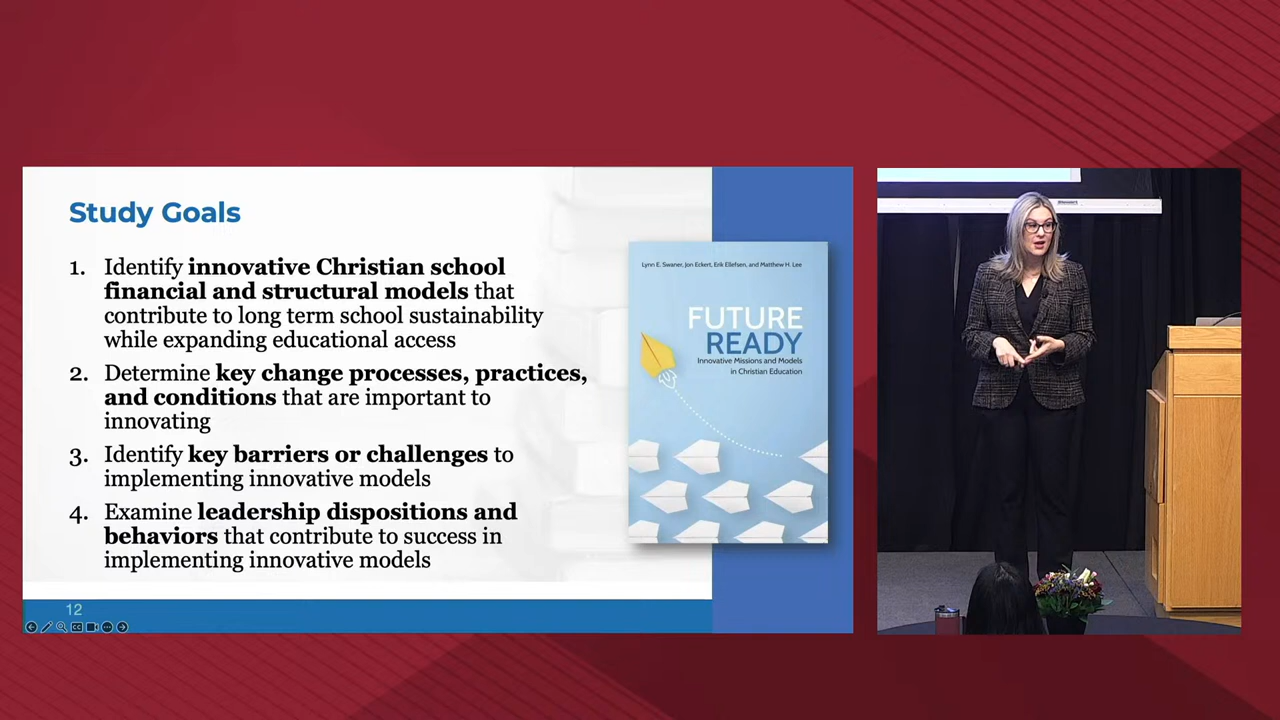 Study Goals
1. Identify innovative Christian school
financial and structural models that
contribute to long term school sustainability
while expanding educational access
2. Determine key change processes, practices,
and conditions that are important to
innovating
3. Identify key barriers or challenges to
implementing innovative models
4. Examine leadership dispositions and
behaviors that contribute to success in
implementing innovative models
12
Lynn E. Swaner, Jon Eckert, Erik Ellefsen, and Matthew H. Lee
FUTURE
READY
Innovative Missions and Models
in Christian Education